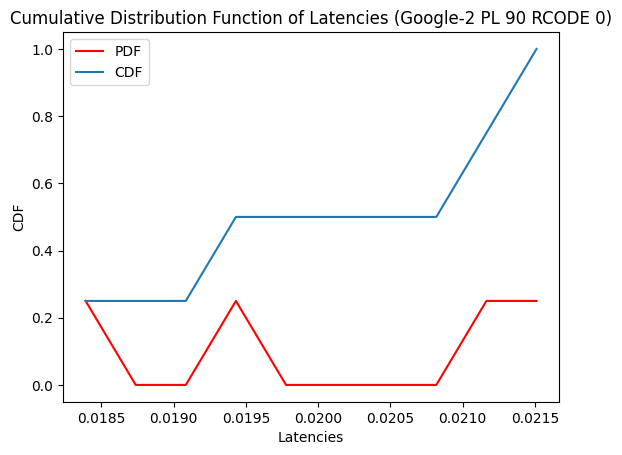 Cumulative Distribution Function of Latencies (Google-2 PL 90 RCODE 0)
PDF
CDF
1.0
0.8
0.6
0.4
0.2
0.0
CDF
0.0185 0.0190 0.0195 0.0200 0.0205 0.0210 0.0215
Latencies